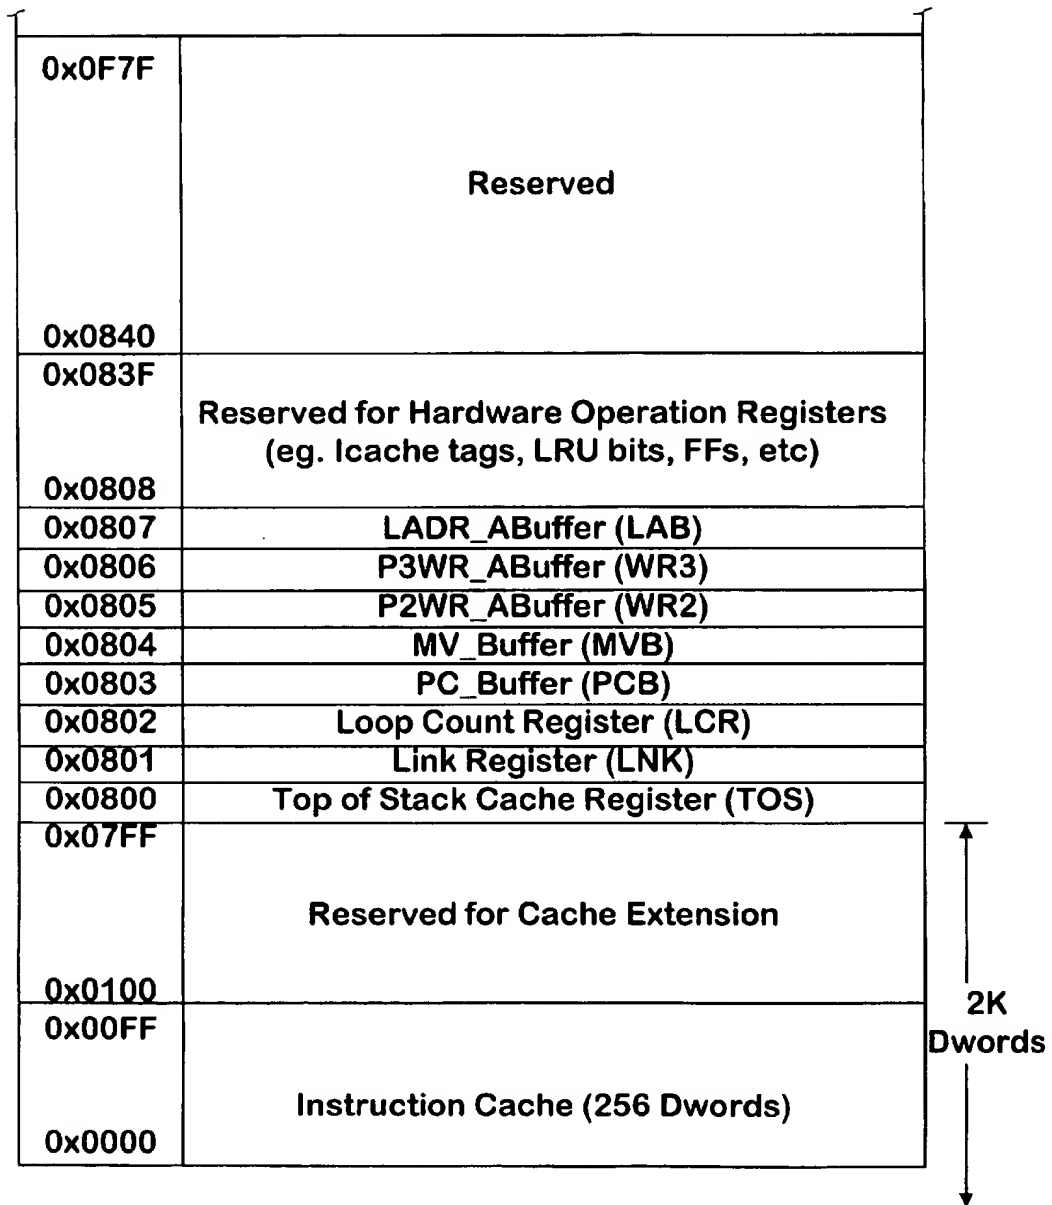 0x0F7F
Reserved
0x0840
0x083F
Reserved for Hardware Operation Registers
(eg. Icache tags, LRU bits, FFs, etc)
0x0808
0x0807 LADR_ABuffer (LAB)
0x0806 P3WR_ABuffer (WR3)
0x0805 P2WR_ABuffer (WR2)
0x0804 MV_Buffer (MVB)
0x0803 PC_Buffer (PCB)
0x0802 Loop Count Register (LCR)
0x0801 Link Register (LNK)
0x0800 Top of Stack Cache Register (TOS)
0x07FF
Reserved for Cache Extension
0x0100
2K
Dwords
0x00FF
Instruction Cache (256 Dwords)
0x0000